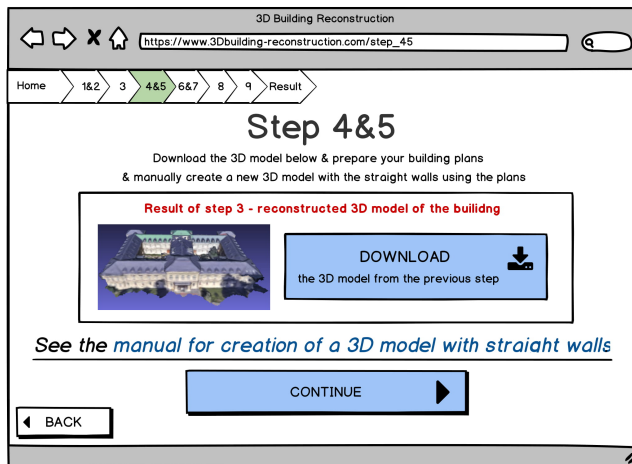 3D Building Reconstruction
https://www.3Dbuilding-reconstruction.com/step_45
Home 1&2 3 4&5 6&7 8 9 Result
Step 4&5
Download the 3D model below & prepare your building plans
& manually create a new 3D model with the straight walls using the plans
Result of step 3 - reconstructed 3D model of the builidng
DOWNLOAD
the 3D model from the previous step
See the manual for creation of a 3D model with straight walls
CONTINUE
BACK